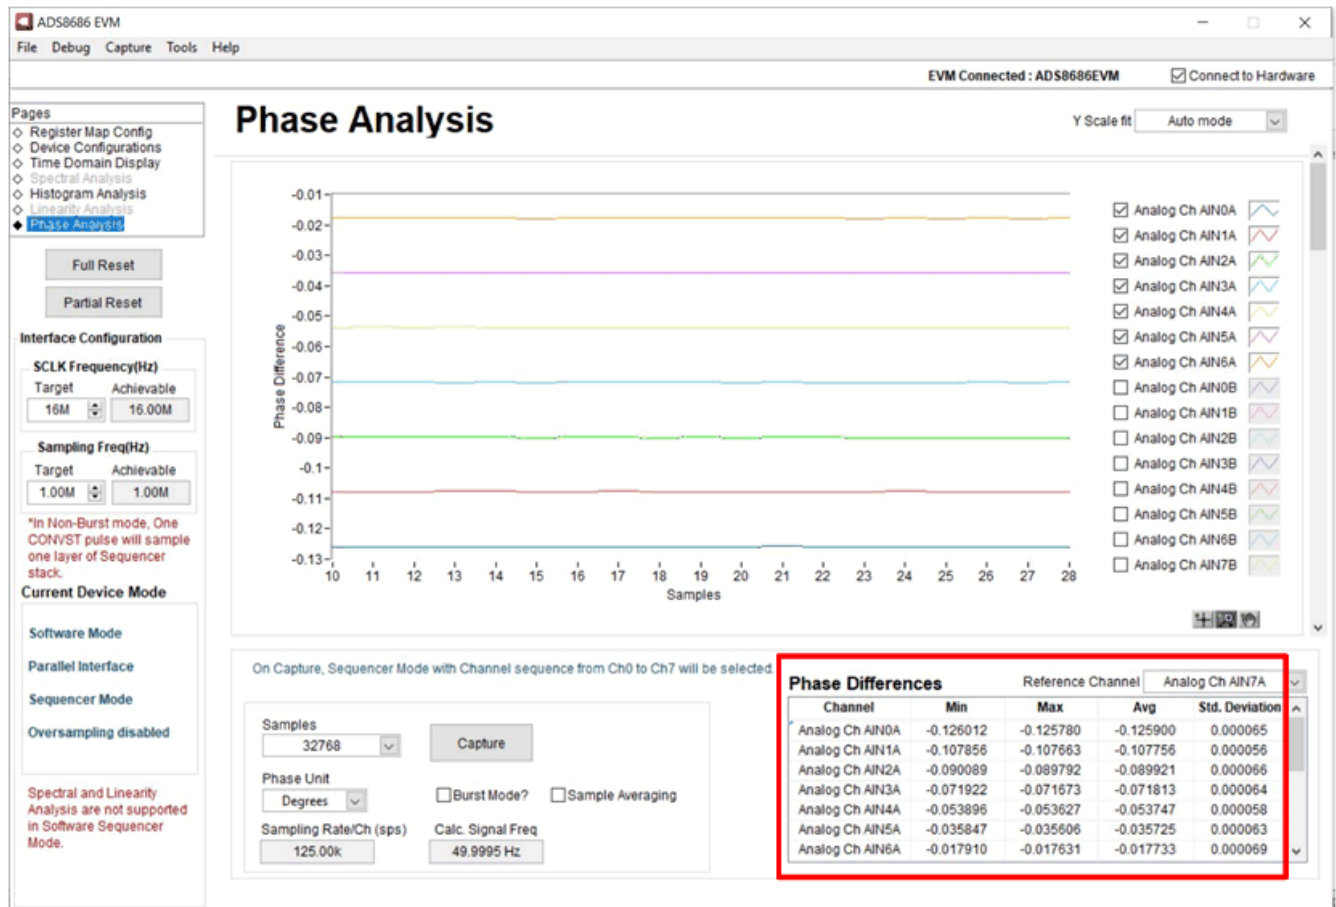 ADS8686 EVM
File Debug Capture Tools Help
EVM Connected : ADS8686EVM Connect to Hardware
Pages
Register Map Config
Device Configurations
Time Domain Display
Spectral Analysis
Histogram Analysis
Linearity Analysis
Phase Analysis
Full Reset
Partial Reset
Interface Configuration
SCLK Frequency(Hz)
Target Achievable
16M 16.00M
Sampling Freq(Hz)
Target Achievable
1.00M 1.00M
*In Non-Burst mode, One
CONVST pulse will sample
one layer of Sequencer
stack.
Current Device Mode
Software Mode
Parallel Interface
Sequencer Mode
Oversampling disabled
Spectral and Linearity
Analysis are not supported
in Software Sequencer
Mode.
Phase Analysis
Y Scale fit Auto mode
Phase Difference
-0.01
-0.02
-0.03
-0.04
-0.05
-0.06
-0.07
-0.08
-0.09
-0.1
-0.11
-0.12
-0.13
10 11 12 13 14 15 16 17 18 19 20 21 22 23 24 25 26 27 28
Samples
Analog Ch AIN0A
Analog Ch AIN1A
Analog Ch AIN2A
Analog Ch AIN3A
Analog Ch AIN4A
Analog Ch AIN5A
Analog Ch AIN6A
Analog Ch AIN0B
Analog Ch AIN1B
Analog Ch AIN2B
Analog Ch AIN3B
Analog Ch AIN4B
Analog Ch AIN5B
Analog Ch AIN6B
Analog Ch AIN7B
On Capture, Sequencer Mode with Channel sequence from Ch0 to Ch7 will be selected.
Samples
32768
Capture
Phase Unit
Degrees
Burst Mode? Sample Averaging
Sampling Rate/Ch (sps) Calc. Signal Freq
125.00k 49.9995 Hz
Phase Differences Reference Channel Analog Ch AIN7A
Channel Min Max Avg Std. Deviation
Analog Ch AIN0A -0.126012 -0.125780 -0.125900 0.000065
Analog Ch AIN1A -0.107856 -0.107663 -0.107756 0.000056
Analog Ch AIN2A -0.090089 -0.089792 -0.089921 0.000066
Analog Ch AIN3A -0.071922 -0.071673 -0.071813 0.000064
Analog Ch AIN4A -0.053896 -0.053627 -0.053747 0.000058
Analog Ch AIN5A -0.035847 -0.035606 -0.035725 0.000063
Analog Ch AIN6A -0.017910 -0.017631 -0.017733 0.000069